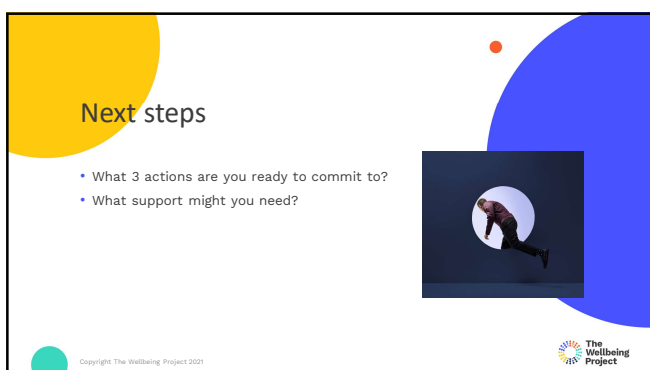 Next steps
• What 3 actions are you ready to commit to?
• What support might you need?
Copyright The Wellbeing Project 2021
The
Wellbeing
Project